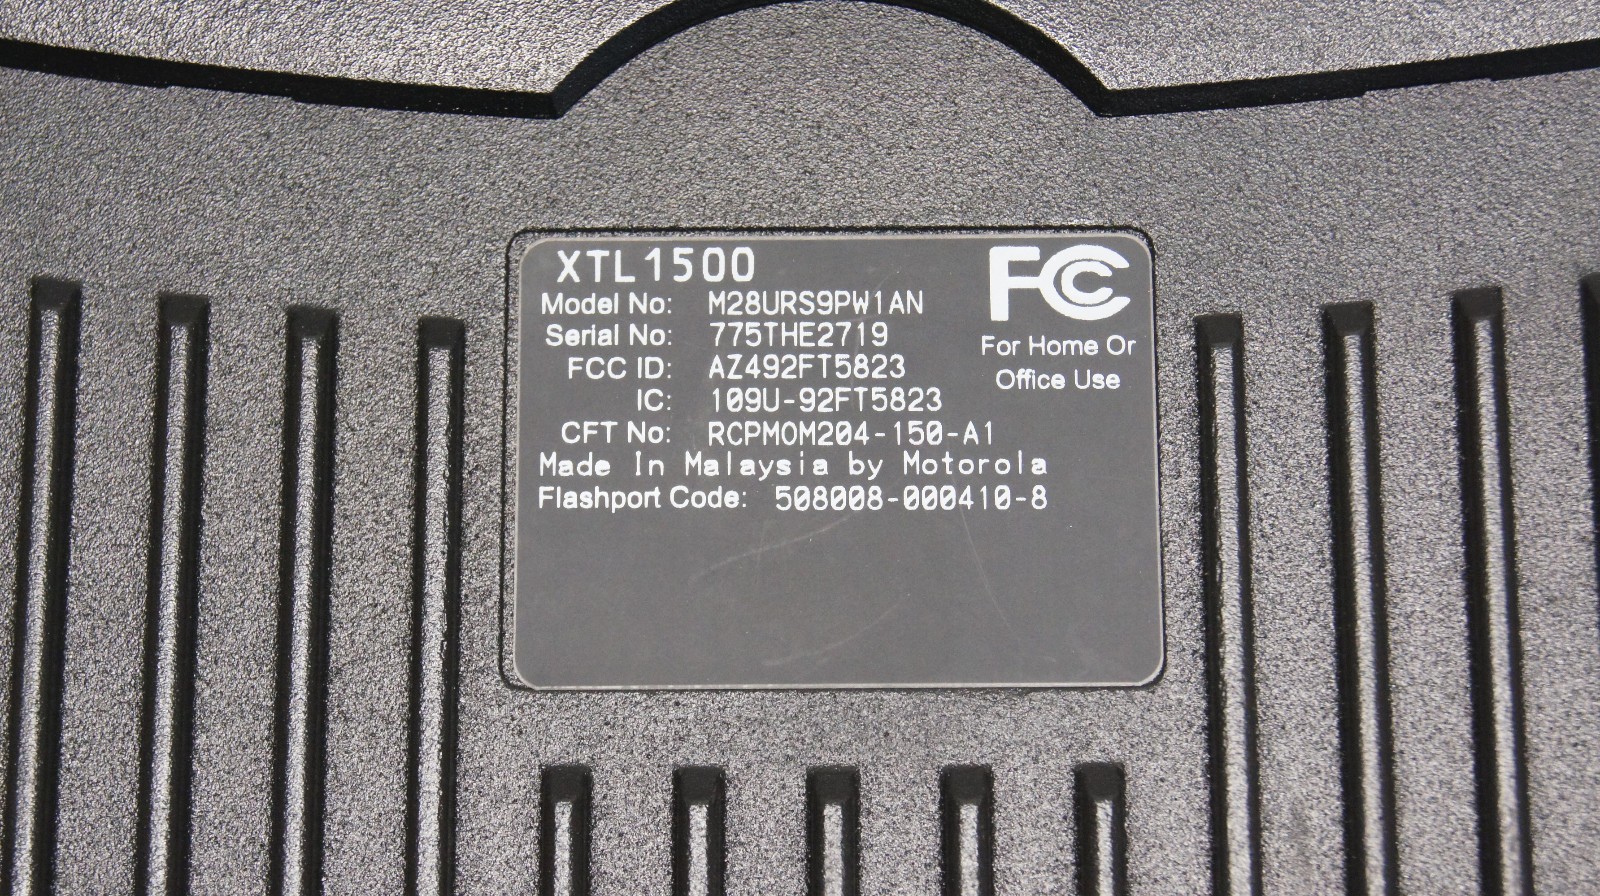 XTL1500
Model No: M28URS9PW1AN
Serial No: 775THE2719
FCC ID: AZ492FT5823
IC: 109U-92FT5823
CFT No: RCPMOM204-150-A1
Made In Malaysia by Motorola
Flashport Code: 508008-000410-8
FC
For Home Or
Office Use